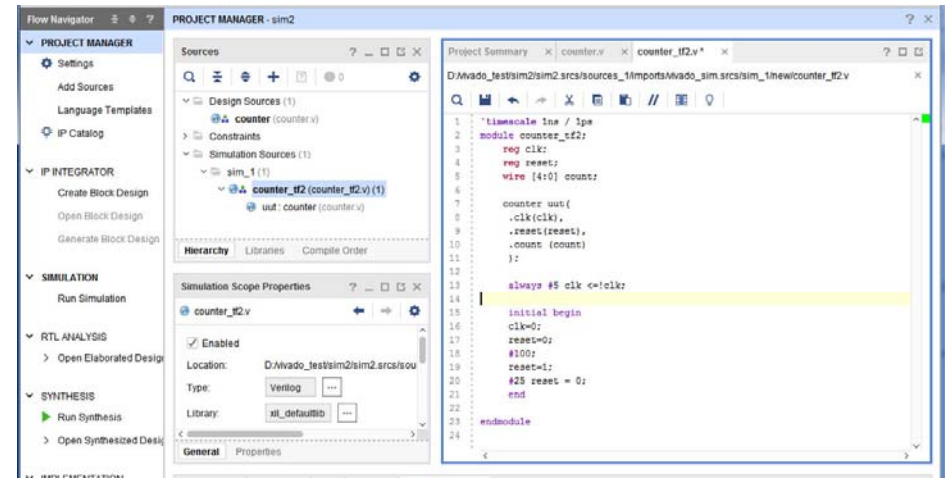 Flow Navigator ?
PROJECT MANAGER - sim2 ? ×
PROJECT MANAGER
Settings
Add Sources
Language Templates
IP Catalog
IP INTEGRATOR
Create Block Design
Open Block Design
Generate Block Design
SIMULATION
Run Simulation
RTL ANALYSIS
Open Elaborated Desig
SYNTHESIS
Run Synthesis
Open Synthesized Desig
Sources ?
0
Design Sources (1)
counter (counter.v)
Constraints
Simulation Sources (1)
sim_1 (1)
counter_tf2 (counter_tf2.v) (1)
uut : counter (counter.v)
Hierarchy Libraries Compile Order
Simulation Scope Properties ?
counter_tf2.v
Enabled
Location: D:/vivado_test/sim2/sim2.srcs/sou
Type: Verilog ...
Library: xil_defaultlib ...
General Properties
Project Summary × counter.v × counter_tf2.v * × ?
D:/vivado_test/sim2/sim2.srcs/sources_1/imports/vivado_sim.srcs/sim_1/new/counter_tf2.v ×
1 `timescale 1ns / 1ps
2 module counter_tf2;
3 reg clk;
4 reg reset;
5 wire [4:0] count;
6
7 counter uut(
8 .clk(clk),
9 .reset(reset),
10 .count (count)
11 );
12
13 always #5 clk <=!clk;
14
15 initial begin
16 clk=0;
17 reset=0;
18 #100;
19 reset=1;
20 #25 reset = 0;
21 end
22
23 endmodule
24